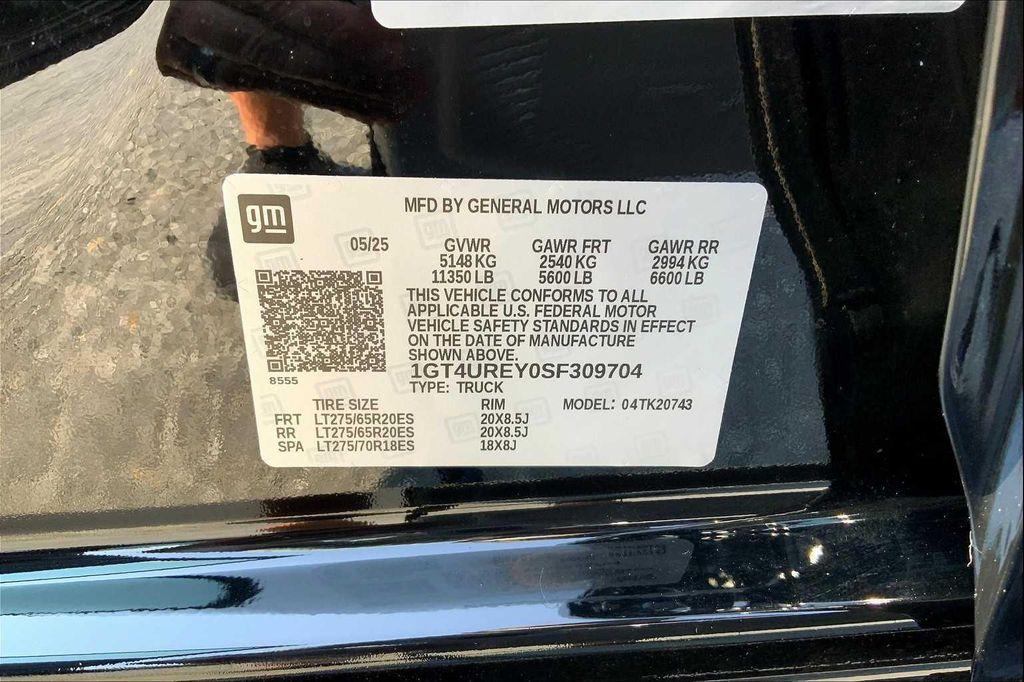 gm
MFD BY GENERAL MOTORS LLC
05/25 GVWR GAWR FRT GAWR RR
5148 KG 2540 KG 2994 KG
11350 LB 5600 LB 6600 LB
THIS VEHICLE CONFORMS TO ALL
APPLICABLE U.S. FEDERAL MOTOR
VEHICLE SAFETY STANDARDS IN EFFECT
ON THE DATE OF MANUFACTURE
SHOWN ABOVE.
8555
1GT4UREY0SF309704
TYPE: TRUCK
TIRE SIZE RIM MODEL: 04TK20743
FRT LT275/65R20ES 20X8.5J
RR LT275/65R20ES 20X8.5J
SPA LT275/70R18ES 18X8J